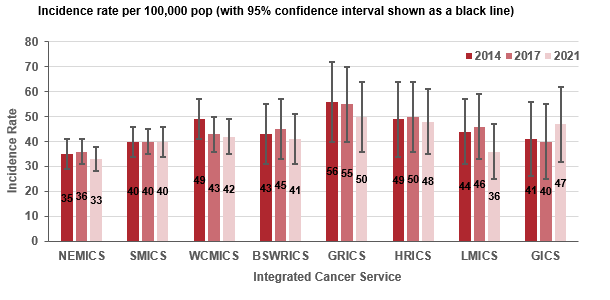 Incidence rate per 100,000 pop (with 95% confidence interval shown as a black line)
80
2014 2017 2021
70
60
50
40
30
20
10
0
Incidence Rate
35 36 33
40 40 40
49 43 42
43 45 41
56 55 50
49 50 48
44 46 36
41 40 47
NEMICS SMICS WCMICS BSWRICS GRICS HRICS LMICS GICS
Integrated Cancer Service